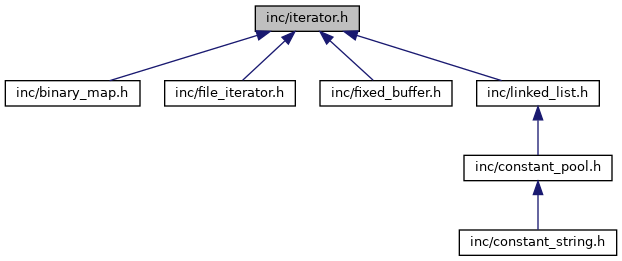 inc/iterator.h
inc/binary_map.h
inc/file_iterator.h
inc/fixed_buffer.h
inc/linked_list.h
inc/constant_pool.h
inc/constant_string.h